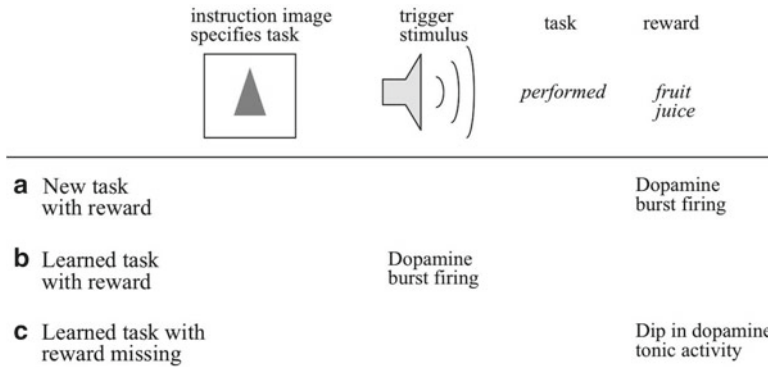 instruction image
specifies task
trigger
stimulus
task
reward
performed
fruit
juice
a New task
with reward
Dopamine
burst firing
b Learned task
with reward
Dopamine
burst firing
c Learned task with
reward missing
Dip in dopamine
tonic activity